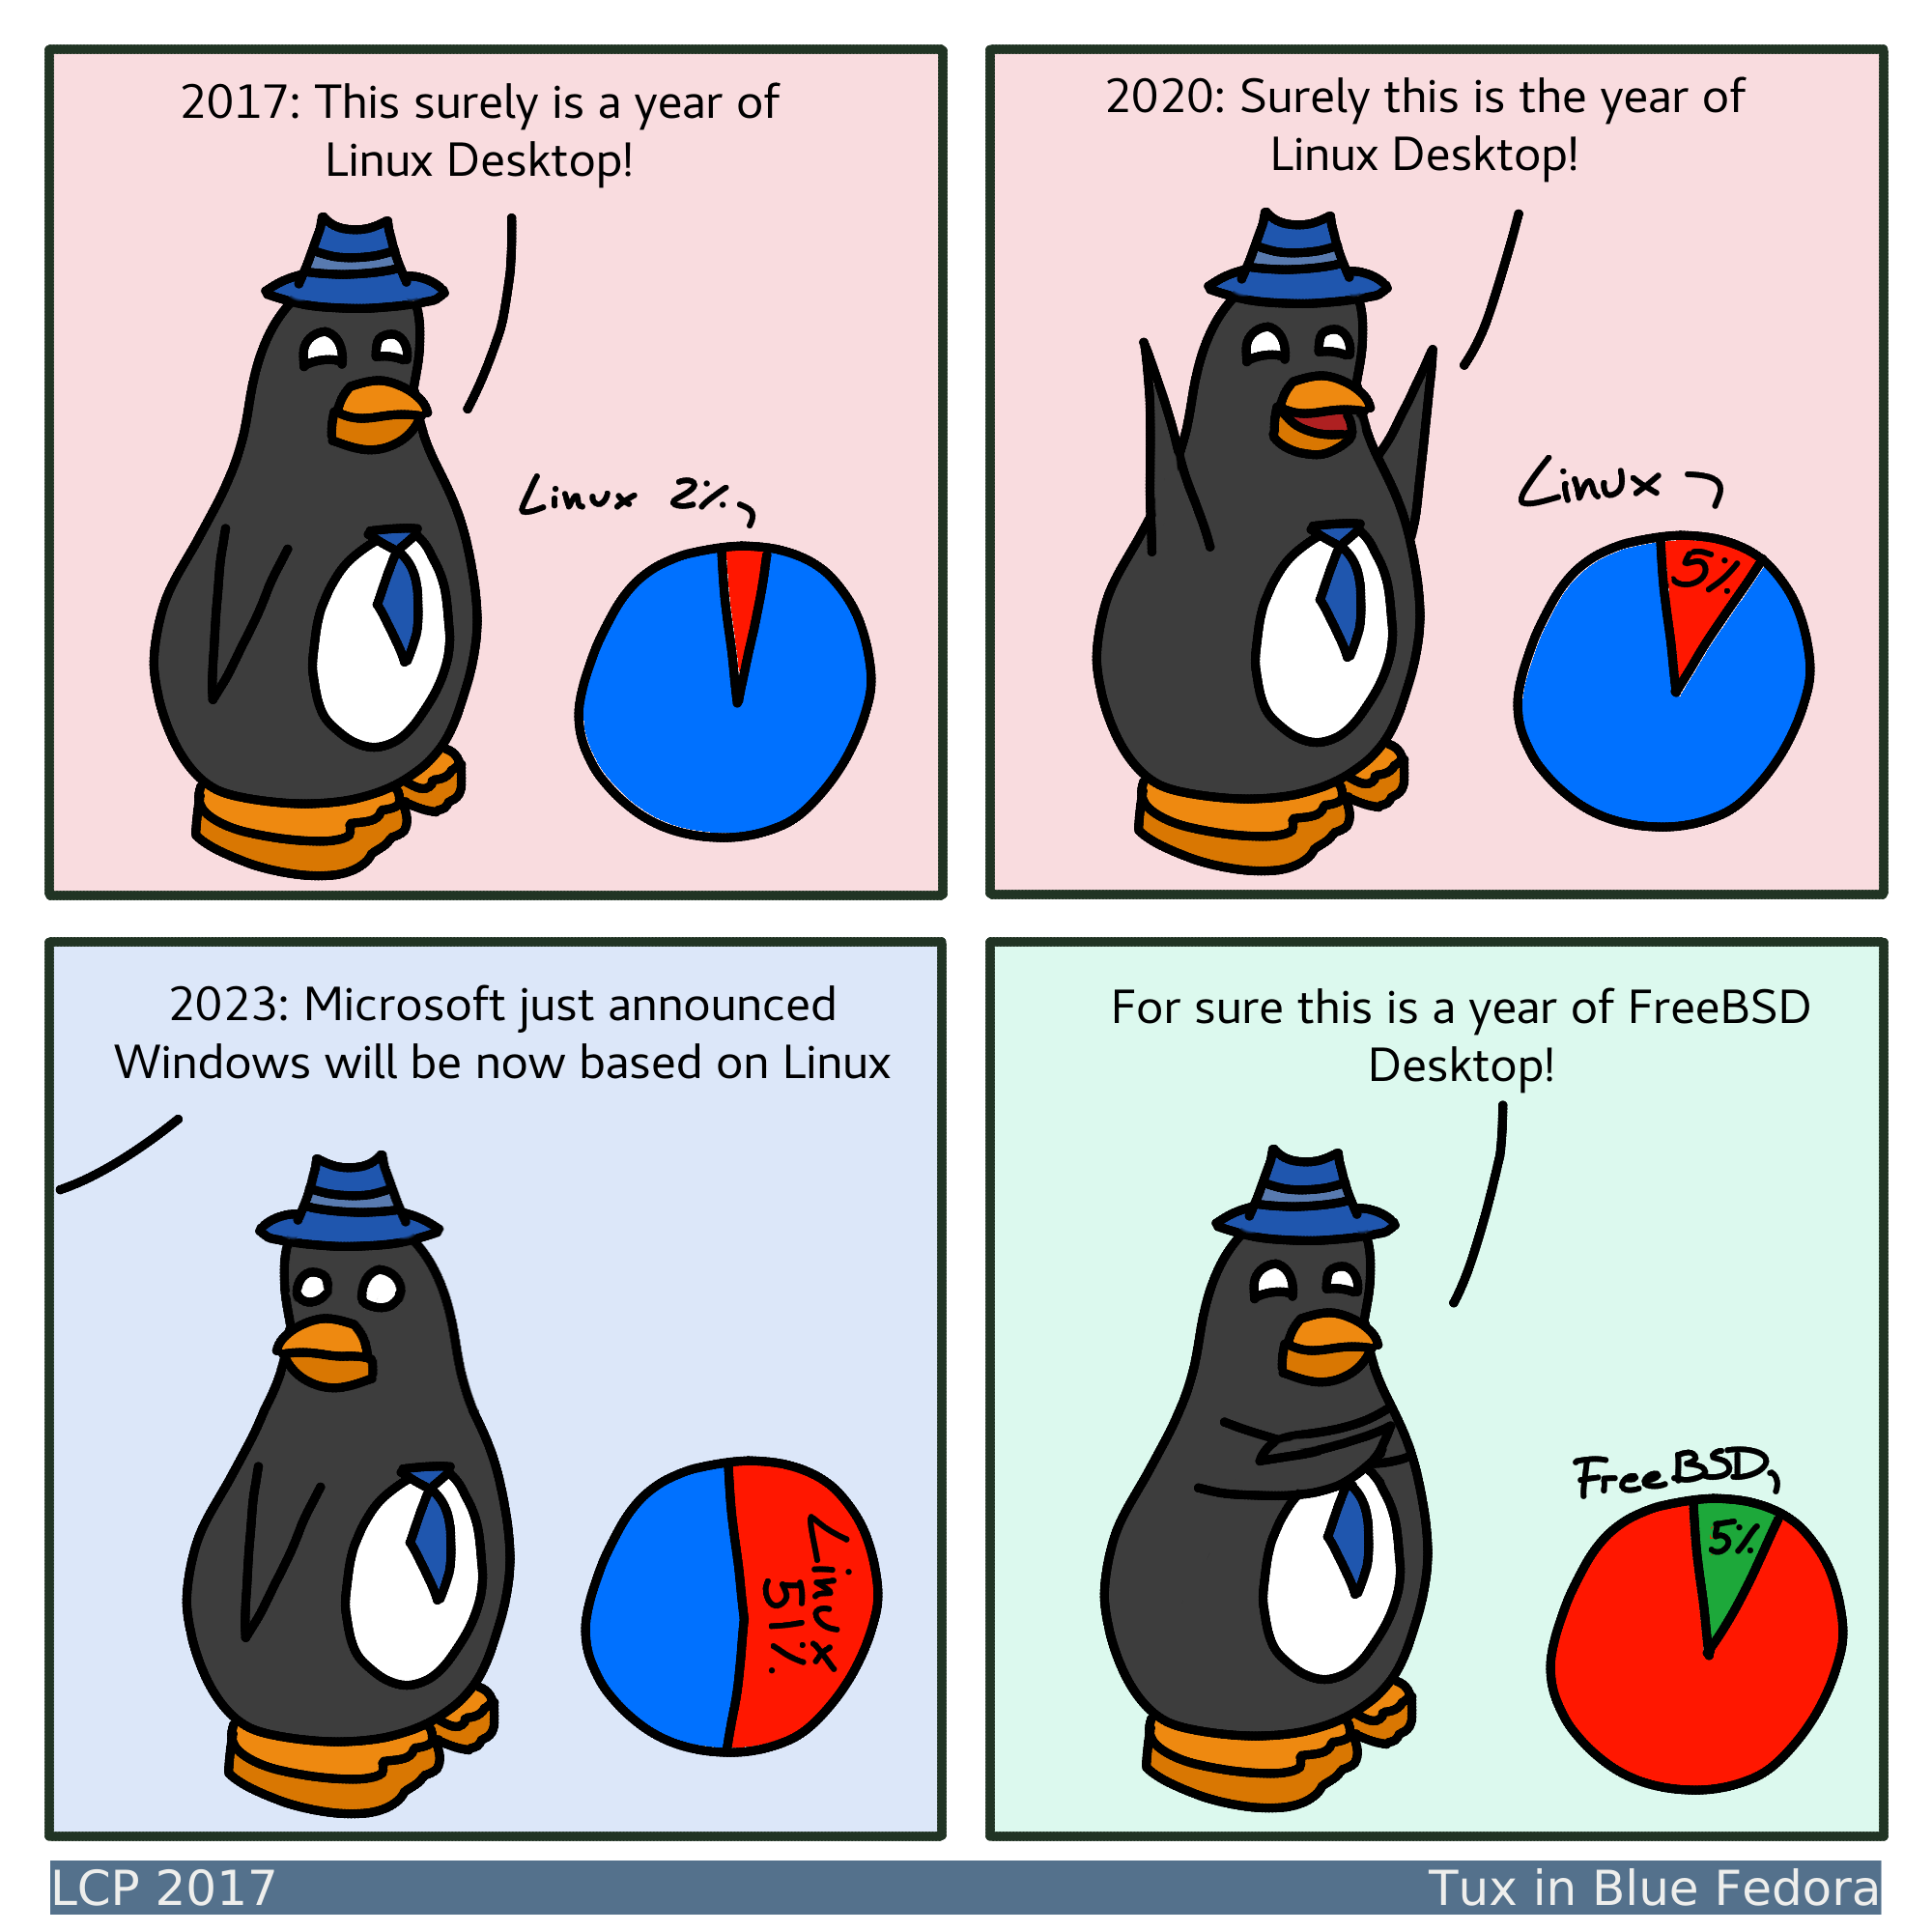 2017: This surely is a year of
Linux Desktop!
Linux 2%
2020: Surely this is the year of
Linux Desktop!
Linux
5%
2023: Microsoft just announced
Windows will be now based on Linux
Linux
51%
For sure this is a year of FreeBSD
Desktop!
FreeBSD
5%
LCP 2017
Tux in Blue Fedora